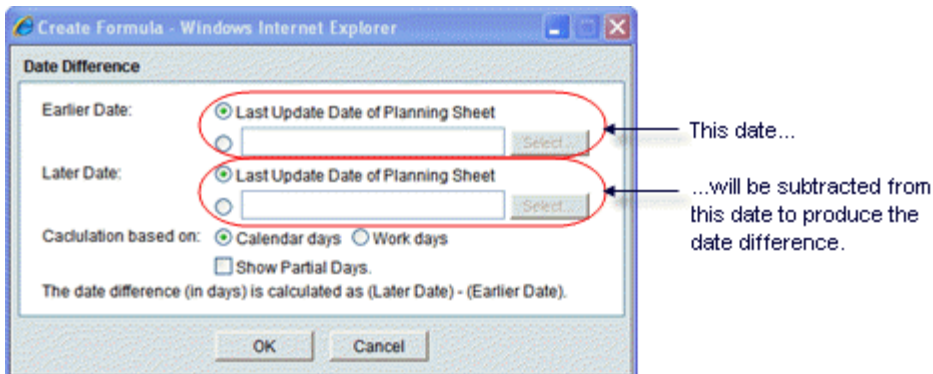 Create Formula - Windows Internet Explorer
Date Difference
Earlier Date:
Last Update Date of Planning Sheet
Select...
This date...
Later Date:
Last Update Date of Planning Sheet
Select...
...will be subtracted from
this date to produce the
date difference.
Caclulation based on: Calendar days Work days
Show Partial Days.
The date difference (in days) is calculated as (Later Date) - (Earlier Date).
OK Cancel